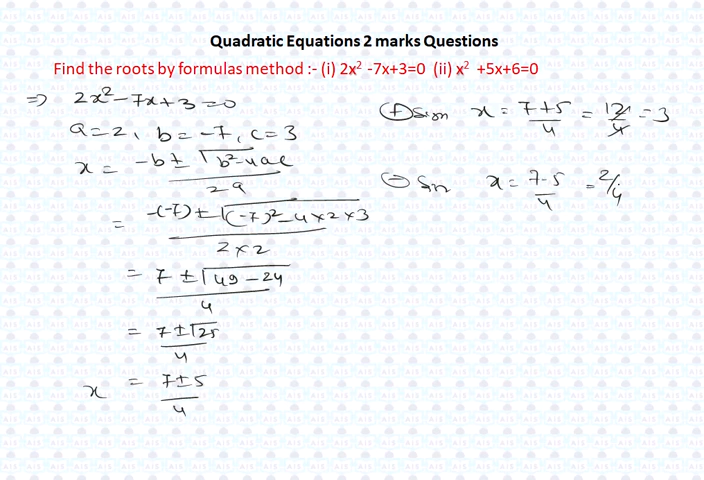 Quadratic Equations 2 marks Questions
Find the roots by formulas method :- (i) 2x² -7x+3=0 (ii) x² +5x+6=0
⇒ 2x²-7x+3=0
a=2, b=-7, c=3
x = -b ± √b²-4ac / 2a
= -(-7) ± √(-7)²-4×2×3 / 2×2
= 7 ± √49-24 / 4
= 7±√25 / 4
x = 7±5 / 4
⊕ sign x = 7+5 / 4 = 12/4 = 3
⊖ sin x = 7-5 / 4 = 2/4